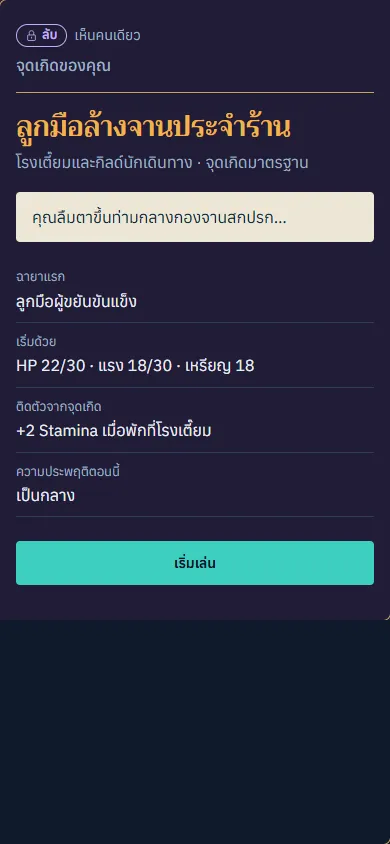 ลับ เห็นคนเดียว
จุดเกิดของคุณ
ลูกมือล้างจานประจำร้าน
โรงเตี๊ยมและกิลด์นักเดินทาง · จุดเกิดมาตรฐาน
คุณลืมตาขึ้นท่ามกลางกองจานสกปรก...
ฉายาแรก
ลูกมือผู้ขยันขันแข็ง
เริ่มด้วย
HP 22/30 · แรง 18/30 · เหรียญ 18
ติดตัวจากจุดเกิด
+2 Stamina เมื่อพักที่โรงเตี๊ยม
ความประพฤติตอนนี้
เป็นกลาง
เริ่มเล่น